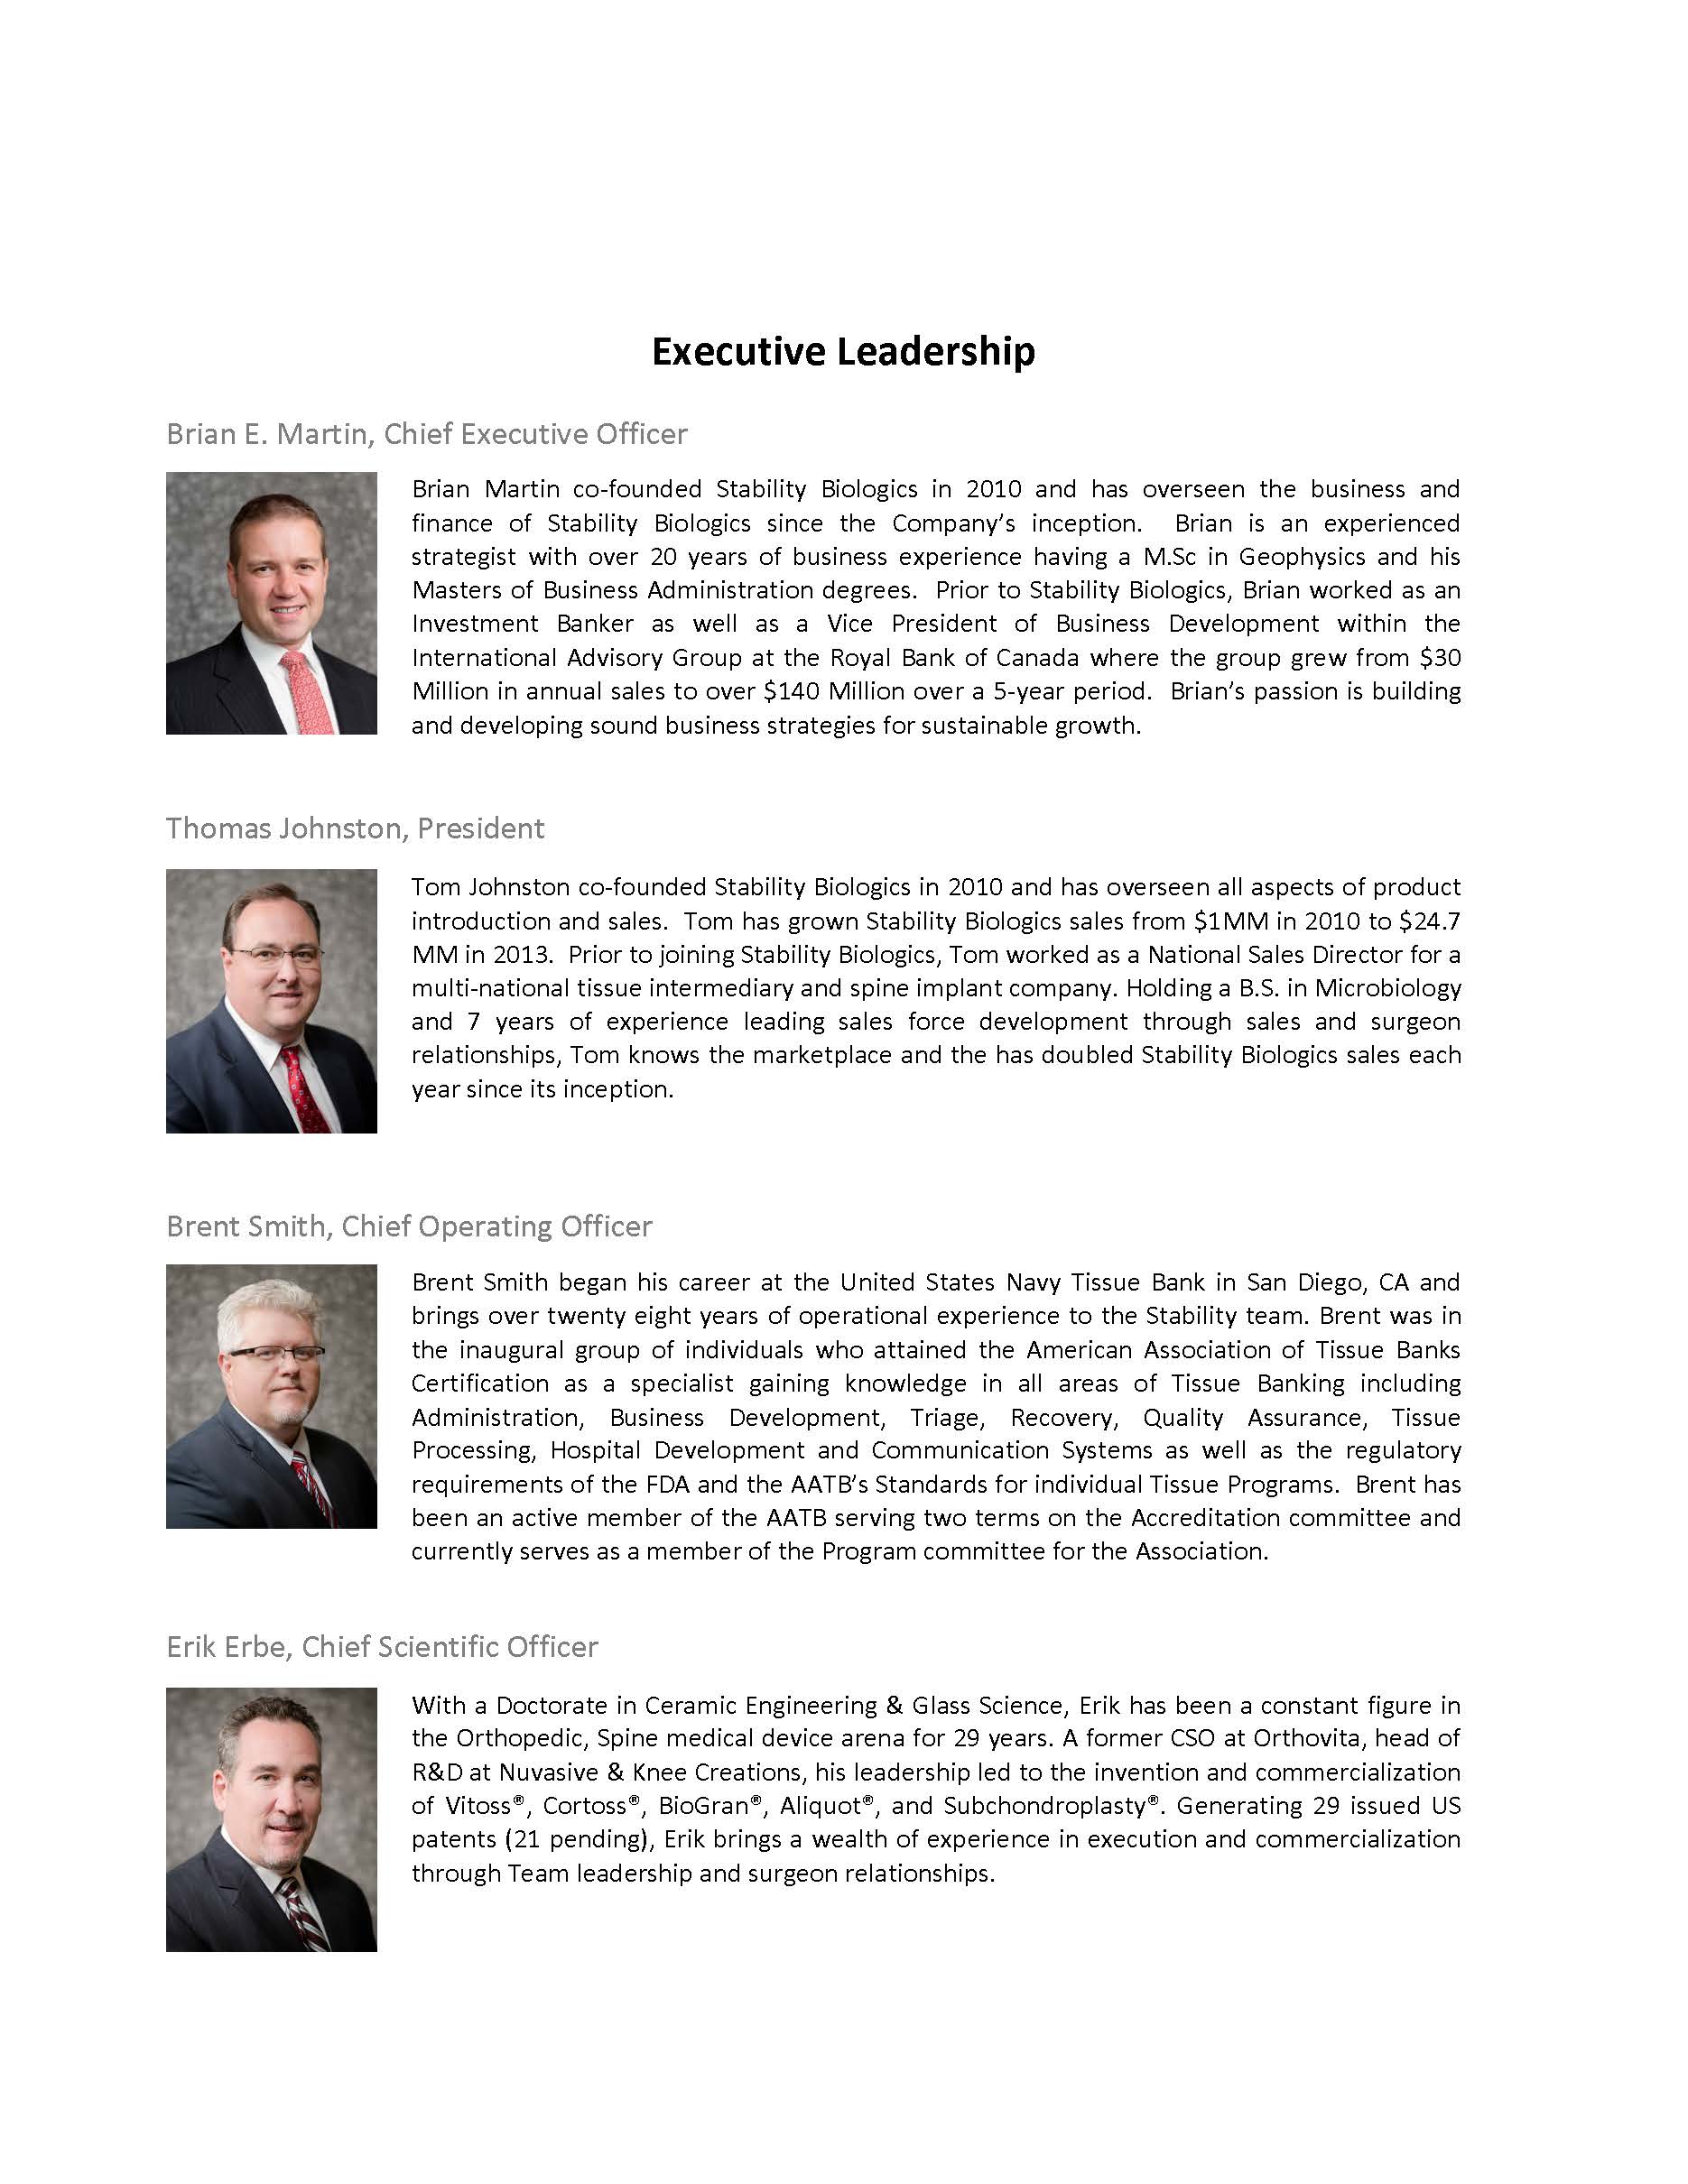 Executive Leadership
Brian E. Martin, Chief Executive Officer
Brian Martin co-founded Stability Biologics in 2010 and has overseen the business and
finance of Stability Biologics since the Company’s inception.  Brian is an experienced
strategist with over 20 years of business experience having a M.Sc in Geophysics and his
Masters of Business Administration degrees.  Prior to Stability Biologics, Brian worked as an
Investment Banker as well as a Vice President of Business Development within the
International Advisory Group at the Royal Bank of Canada where the group grew from $30
Million in annual sales to over $140 Million over a 5-year period.  Brian’s passion is building
and developing sound business strategies for sustainable growth.
Thomas Johnston, President
Tom Johnston co-founded Stability Biologics in 2010 and has overseen all aspects of product
introduction and sales.  Tom has grown Stability Biologics sales from $1MM in 2010 to $24.7
MM in 2013.  Prior to joining Stability Biologics, Tom worked as a National Sales Director for a
multi-national tissue intermediary and spine implant company. Holding a B.S. in Microbiology
and 7 years of experience leading sales force development through sales and surgeon
relationships, Tom knows the marketplace and the has doubled Stability Biologics sales each
year since its inception.
Brent Smith, Chief Operating Officer
Brent Smith began his career at the United States Navy Tissue Bank in San Diego, CA and
brings over twenty eight years of operational experience to the Stability team. Brent was in
the inaugural group of individuals who attained the American Association of Tissue Banks
Certification as a specialist gaining knowledge in all areas of Tissue Banking including
Administration, Business Development, Triage, Recovery, Quality Assurance, Tissue
Processing, Hospital Development and Communication Systems as well as the regulatory
requirements of the FDA and the AATB’s Standards for individual Tissue Programs.  Brent has
been an active member of the AATB serving two terms on the Accreditation committee and
currently serves as a member of the Program committee for the Association.
Erik Erbe, Chief Scientific Officer
With a Doctorate in Ceramic Engineering & Glass Science, Erik has been a constant figure in
the Orthopedic, Spine medical device arena for 29 years. A former CSO at Orthovita, head of
R&D at Nuvasive & Knee Creations, his leadership led to the invention and commercialization
of Vitoss®, Cortoss®, BioGran®, Aliquot®, and Subchondroplasty®. Generating 29 issued US
patents (21 pending), Erik brings a wealth of experience in execution and commercialization
through Team leadership and surgeon relationships.